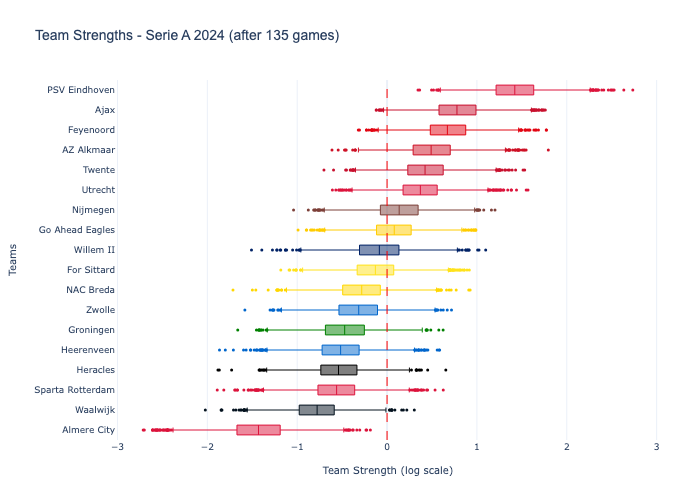 Team Strengths - Serie A 2024 (after 135 games)
PSV Eindhoven
Ajax
Feyenoord
AZ Alkmaar
Twente
Utrecht
Nijmegen
Go Ahead Eagles
Willem II
For Sittard
NAC Breda
Zwolle
Groningen
Heerenveen
Heracles
Sparta Rotterdam
Waalwijk
Almere City
Teams
−3 −2 −1 0 1 2 3
Team Strength (log scale)